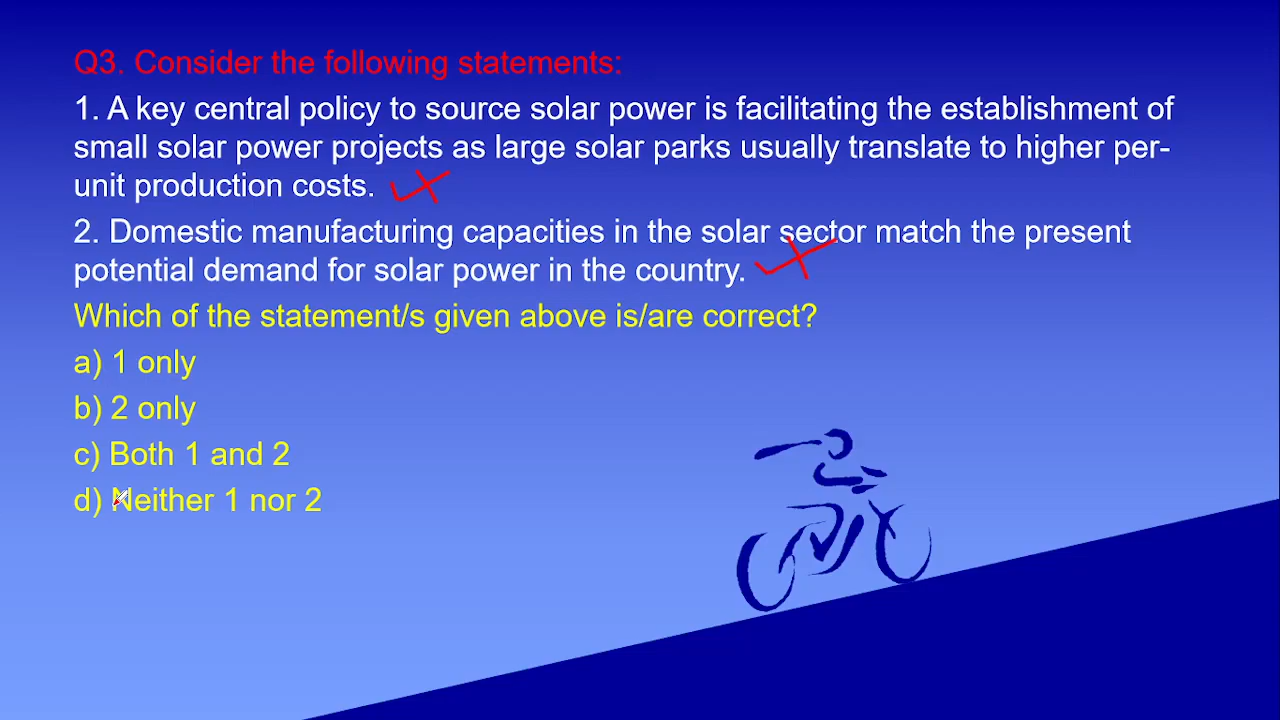 Q3. Consider the following statements:
1. A key central policy to source solar power is facilitating the establishment of
small solar power projects as large solar parks usually translate to higher per-
unit production costs.
2. Domestic manufacturing capacities in the solar sector match the present
potential demand for solar power in the country.
Which of the statement/s given above is/are correct?
a) 1 only
b) 2 only
c) Both 1 and 2
d) Neither 1 nor 2